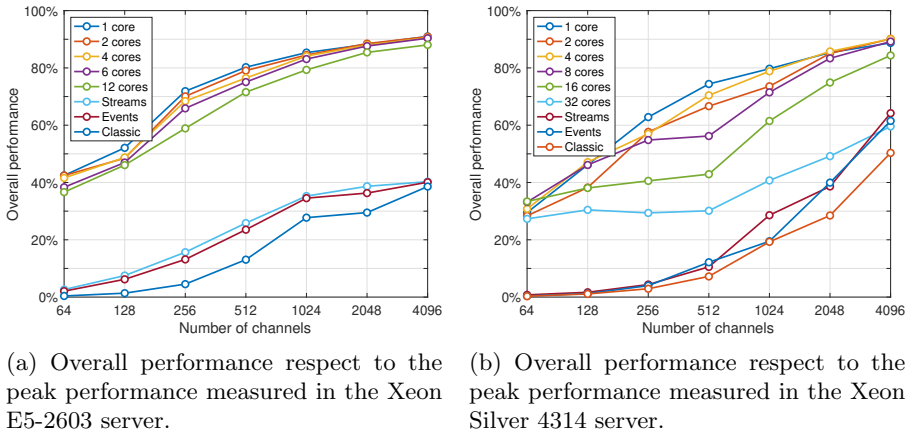 100%
80%
60%
40%
20%
0%
Overall performance
1 core
2 cores
4 cores
6 cores
12 cores
Streams
Events
Classic
64
128
256
512
1024
2048
4096
Number of channels
100%
80%
60%
40%
20%
0%
Overall performance
1 core
2 cores
4 cores
8 cores
16 cores
32 cores
Streams
Events
Classic
64
128
256
512
1024
2048
4096
Number of channels
(a) Overall performance respect to the
peak performance measured in the Xeon
E5-2603 server.
(b) Overall performance respect to the
peak performance measured in the Xeon
Silver 4314 server.